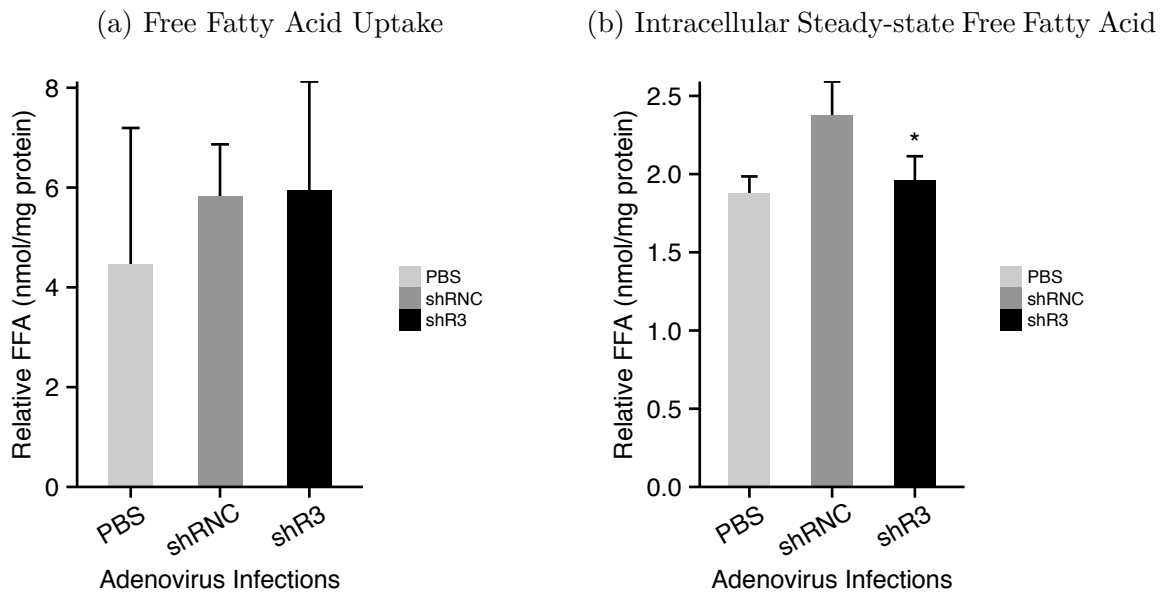 (a) Free Fatty Acid Uptake
Relative FFA (nmol/mg protein)
8
6
4
2
0
PBS
shRNC
shR3
Adenovirus Infections
PBS
shRNC
shR3
(b) Intracellular Steady-state Free Fatty Acid
Relative FFA (nmol/mg protein)
2.5
2.0
1.5
1.0
0.5
0.0
*
PBS
shRNC
shR3
Adenovirus Infections
PBS
shRNC
shR3